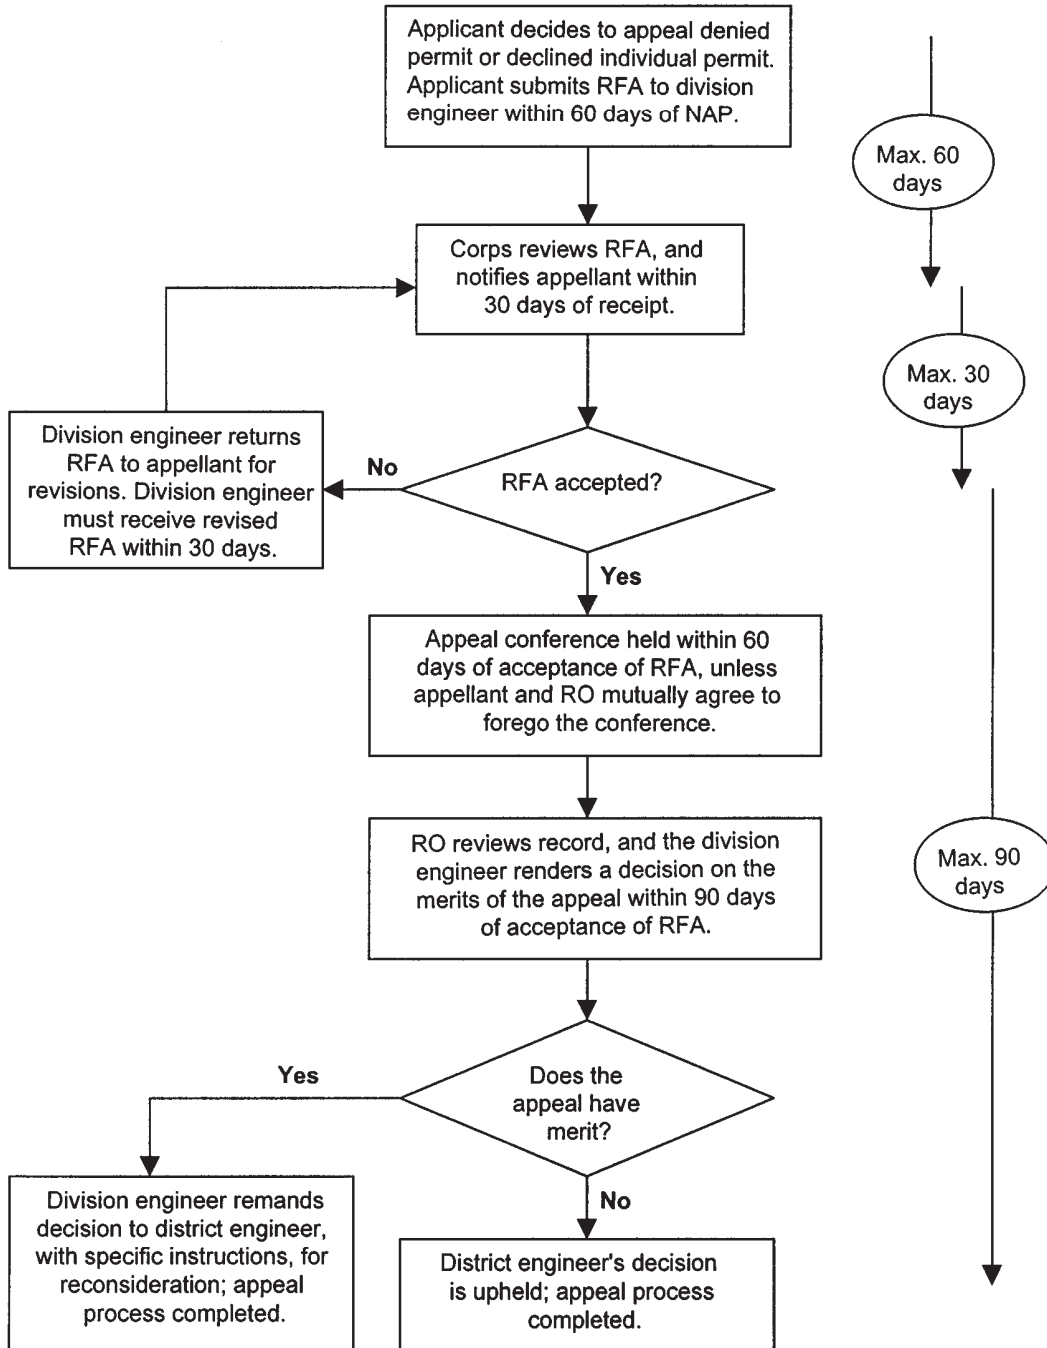 Applicant decides to appeal denied
permit or declined individual permit.
Applicant submits RFA to division
engineer within 60 days of NAP.
Max. 60
days
Corps reviews RFA, and
notifies appellant within
30 days of receipt.
Max. 30
days
Division engineer returns
RFA to appellant for
revisions. Division engineer
must receive revised
RFA within 30 days.
No
RFA accepted?
Yes
Appeal conference held within 60
days of acceptance of RFA, unless
appellant and RO mutually agree to
forego the conference.
RO reviews record, and the division
engineer renders a decision on the
merits of the appeal within 90 days
of acceptance of RFA.
Max. 90
days
Yes
Does the
appeal have
merit?
No
Division engineer remands
decision to district engineer,
with specific instructions, for
reconsideration; appeal
process completed.
District engineer's decision
is upheld; appeal process
completed.